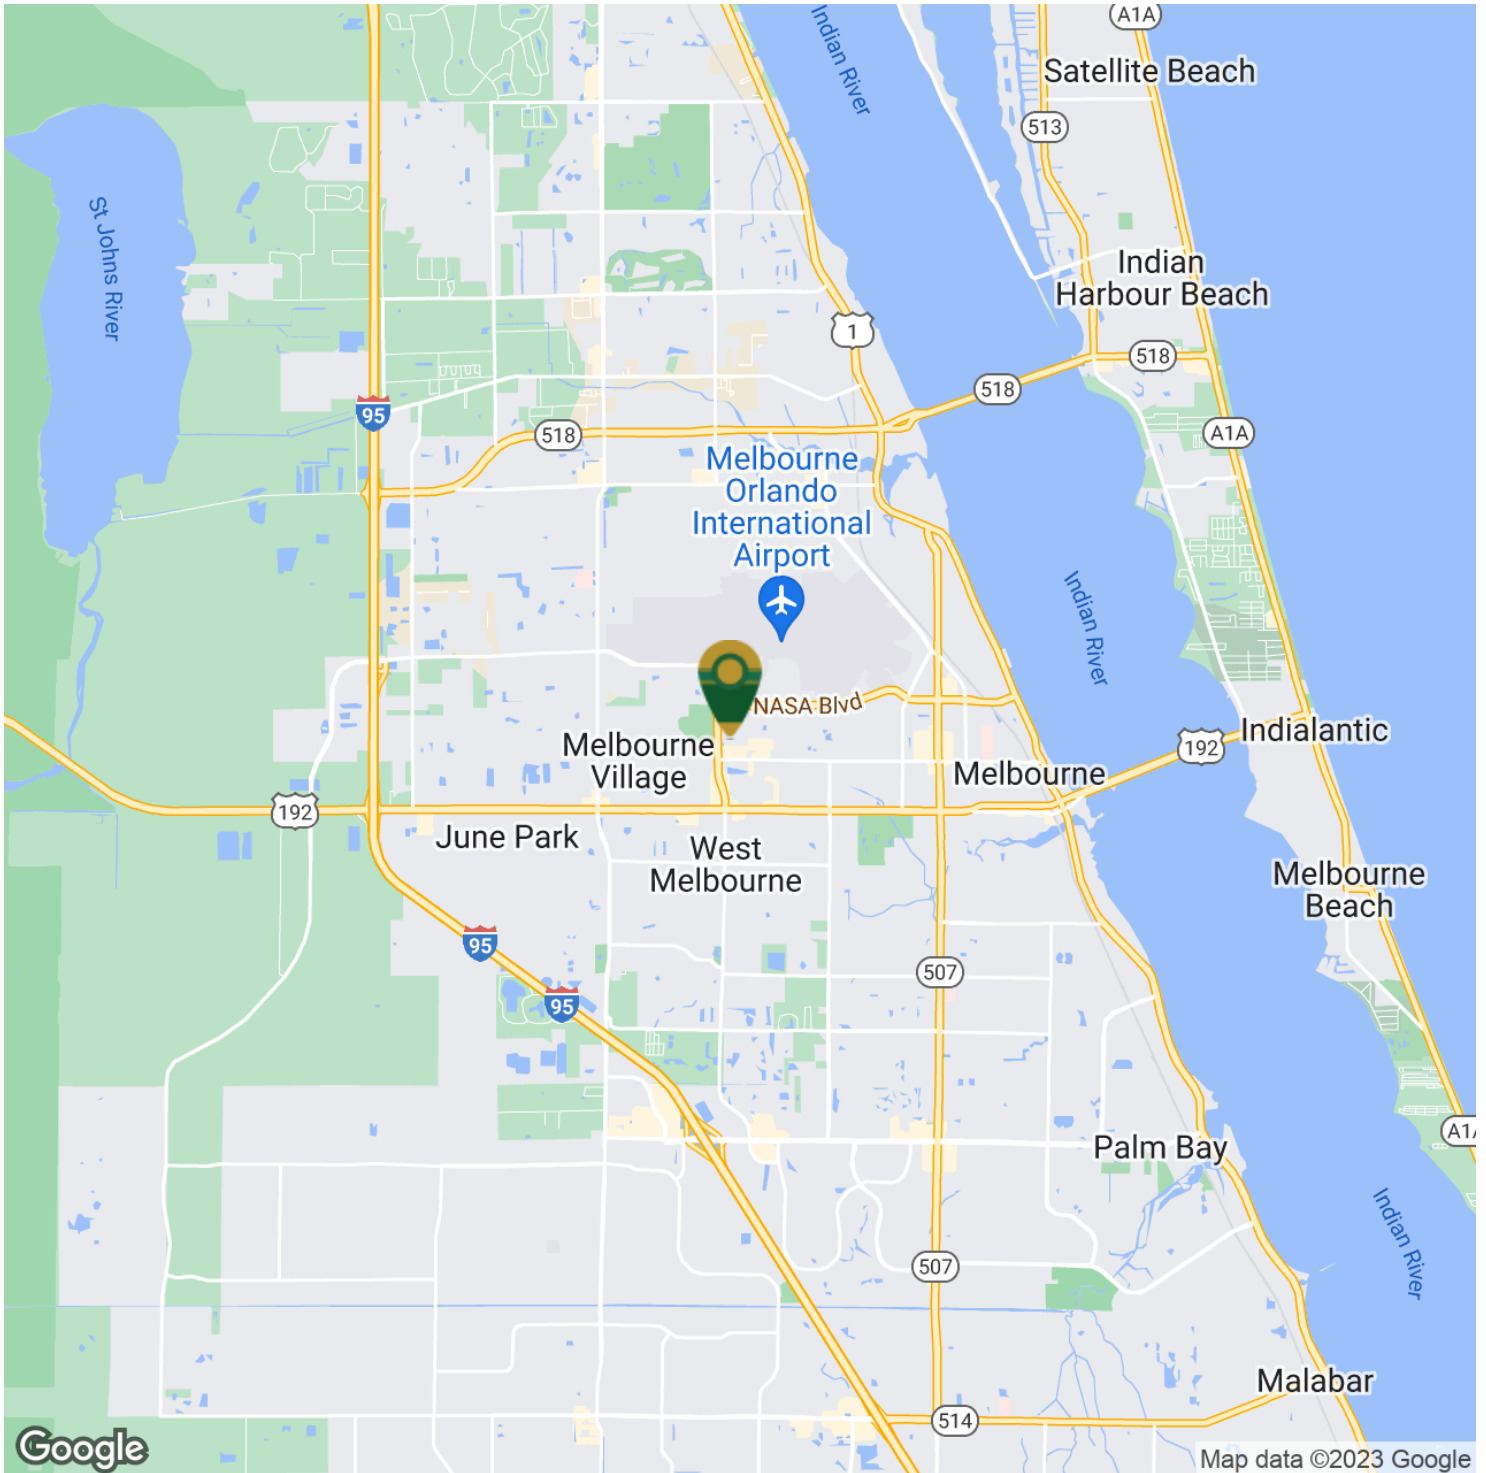 A1A
Indian River
Satellite Beach
513
St Johns River
Indian
Harbour Beach
1
518
518
95
518
A1A
Melbourne
Orlando
International
Airport
Indian River
NASA Blvd
Indialantic
192
Melbourne
Village
Melbourne
192
June Park
West
Melbourne
Melbourne
Beach
95
507
95
A1A
Palm Bay
Indian River
507
Malabar
514
Google
Map data ©2023 Google